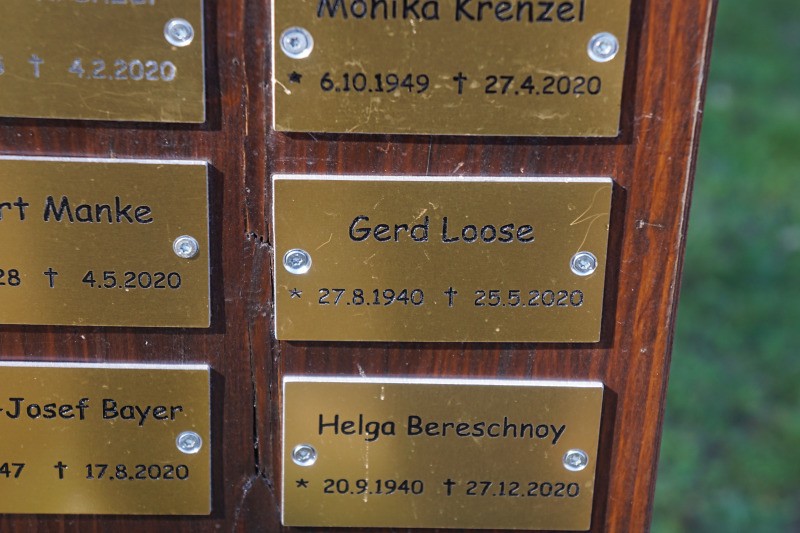 † 4.2.2020
Monika Krenzel
* 6.10.1949 † 27.4.2020
rt Manke
28 † 4.5.2020
Gerd Loose
* 27.8.1940 † 25.5.2020
-Josef Bayer
47 † 17.8.2020
Helga Bereschnoy
* 20.9.1940 † 27.12.2020